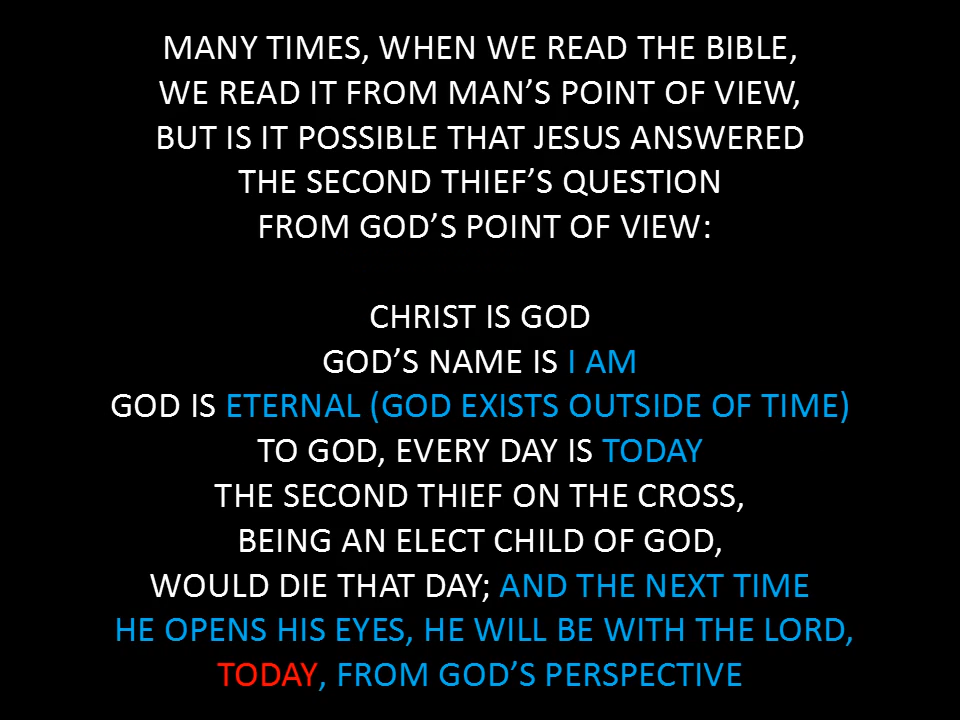 MANY TIMES, WHEN WE READ THE BIBLE,
WE READ IT FROM MAN’S POINT OF VIEW,
BUT IS IT POSSIBLE THAT JESUS ANSWERED
THE SECOND THIEF’S QUESTION
FROM GOD’S POINT OF VIEW:
CHRIST IS GOD
GOD’S NAME IS I AM
GOD IS ETERNAL (GOD EXISTS OUTSIDE OF TIME)
TO GOD, EVERY DAY IS TODAY
THE SECOND THIEF ON THE CROSS,
BEING AN ELECT CHILD OF GOD,
WOULD DIE THAT DAY; AND THE NEXT TIME
HE OPENS HIS EYES, HE WILL BE WITH THE LORD,
TODAY, FROM GOD’S PERSPECTIVE